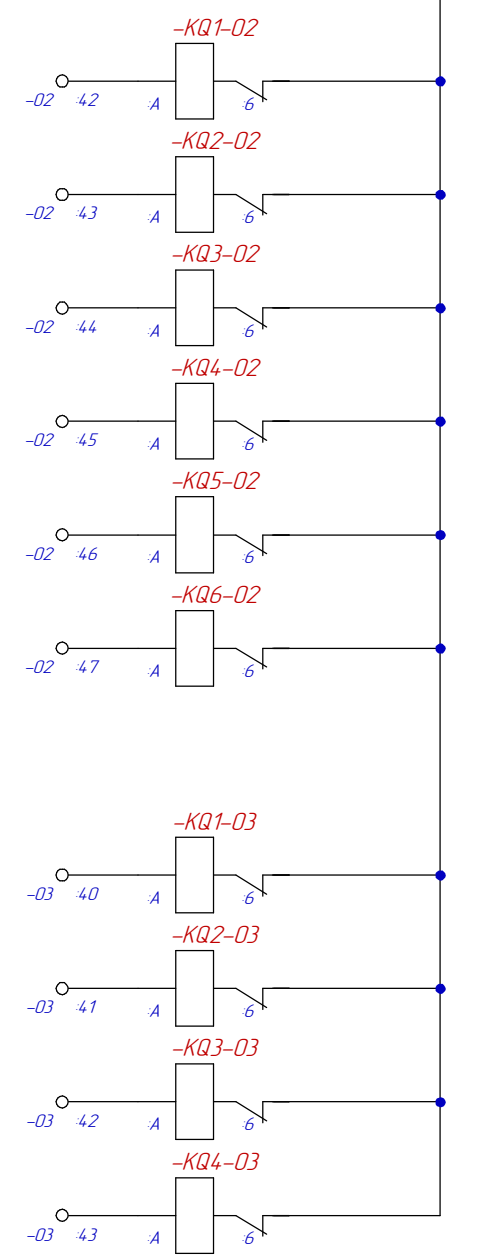 -KQ1-02
-02 :42 :A :6
-KQ2-02
-02 :43 :A :6
-KQ3-02
-02 :44 :A :6
-KQ4-02
-02 :45 :A :6
-KQ5-02
-02 :46 :A :6
-KQ6-02
-02 :47 :A :6
-KQ1-03
-03 :40 :A :6
-KQ2-03
-03 :41 :A :6
-KQ3-03
-03 :42 :A :6
-KQ4-03
-03 :43 :A :6